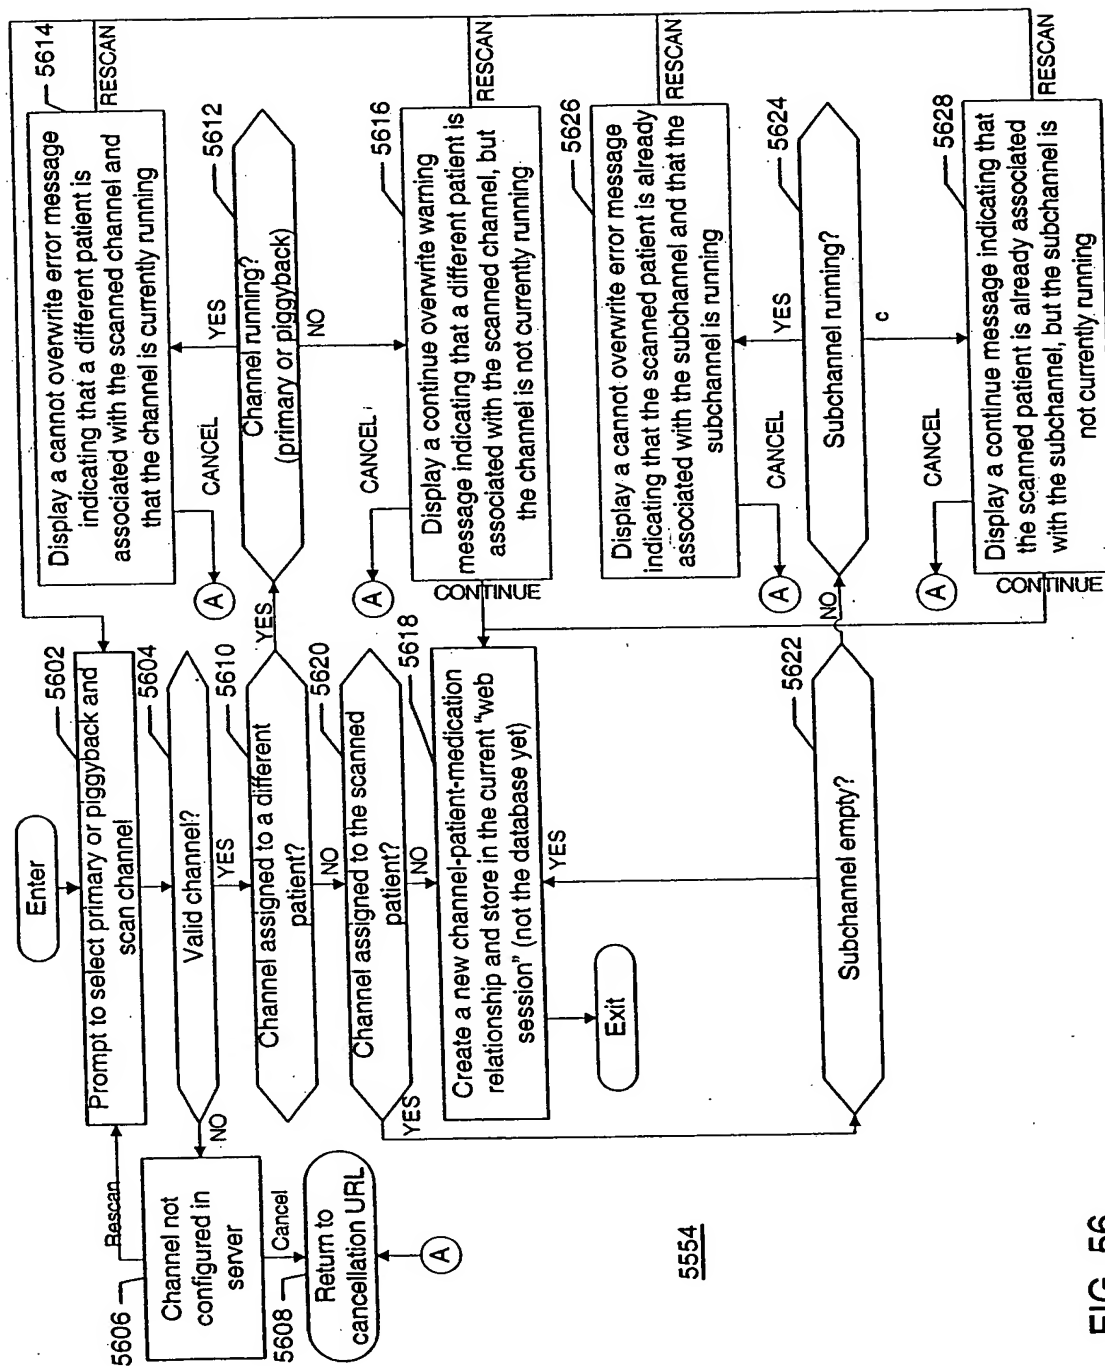 Enter
5602
Prompt to select primary or piggyback and
scan channel
5604
Valid channel?
NO
YES
5606
Channel not
configured in
server
Rescan
Cancel
5608
Return to
cancellation URL
A
5610
Channel assigned to a different
patient?
YES
NO
5612
Channel running?
(primary or piggyback)
YES
NO
5614
Display a cannot overwrite error message
indicating that a different patient is
associated with the scanned channel and
that the channel is currently running
RESCAN
CANCEL
A
5616
Display a continue overwrite warning
message indicating that a different patient is
associated with the scanned channel, but
the channel is not currently running
RESCAN
CANCEL
A
CONTINUE
5620
Channel assigned to the scanned
patient?
YES
NO
5618
Create a new channel-patient-medication
relationship and store in the current “web
session” (not the database yet)
Exit
5622
Subchannel empty?
YES
NO
5624
Subchannel running?
YES
c
5626
Display a cannot overwrite error message
indicating that the scanned patient is already
associated with the subchannel and that the
subchannel is running
RESCAN
CANCEL
A
5628
Display a continue message indicating that
the scanned patient is already associated
with the subchannel, but the subchannel is
not currently running
RESCAN
CANCEL
A
CONTINUE
5554
FIG. 56